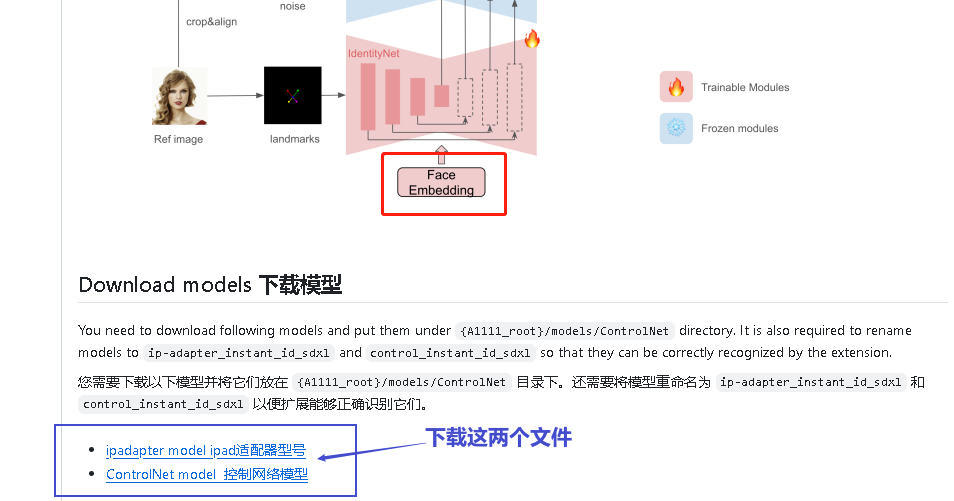 noise
crop&align
IdentityNet
Trainable Modules
Ref image
landmarks
Frozen modules
Face
Embedding
Download models 下载模型
You need to download following models and put them under {A1111_root}/models/ControlNet directory. It is also required to rename
models to ip-adapter_instant_id_sdxl and control_instant_id_sdxl so that they can be correctly recognized by the extension.
您需要下载以下模型并将它们放在 {A1111_root}/models/ControlNet 目录下。还需要将模型重命名为 ip-adapter_instant_id_sdxl 和
control_instant_id_sdxl 以便扩展能够正确识别它们。
下载这两个文件
ipadapter model ipad适配器型号
ControlNet model 控制网络模型